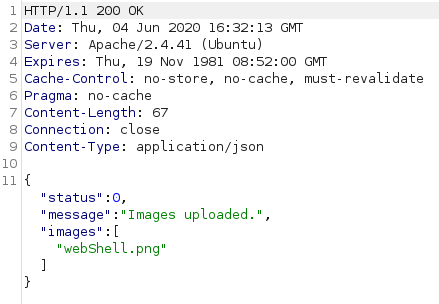 1 HTTP/1.1 200 OK
2 Date: Thu, 04 Jun 2020 16:32:13 GMT
3 Server: Apache/2.4.41 (Ubuntu)
4 Expires: Thu, 19 Nov 1981 08:52:00 GMT
5 Cache-Control: no-store, no-cache, must-revalidate
6 Pragma: no-cache
7 Content-Length: 67
8 Connection: close
9 Content-Type: application/json
10
11 {
"status":0,
"message":"Images uploaded.",
"images":[
"webShell.png"
]
}